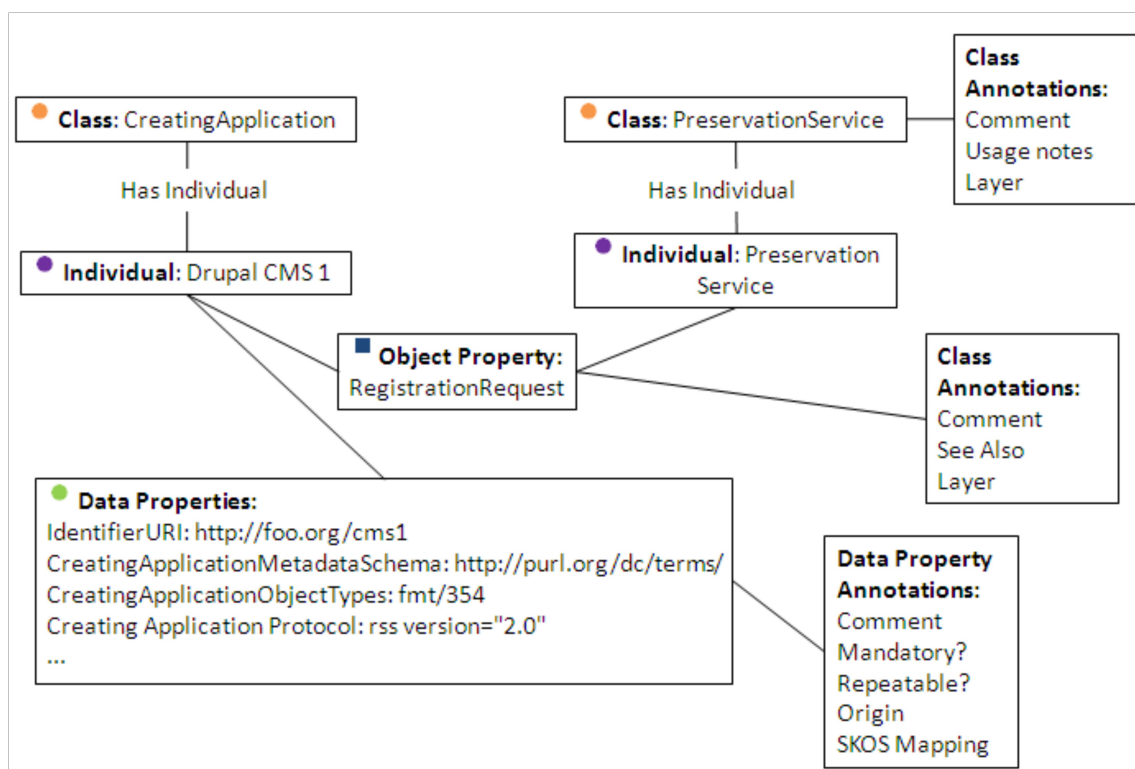 Class: CreatingApplication
Has Individual
Individual: Drupal CMS 1
Class: PreservationService
Has Individual
Individual: Preservation
Service
Class
Annotations:
Comment
Usage notes
Layer
Object Property:
RegistrationRequest
Class
Annotations:
Comment
See Also
Layer
Data Properties:
IdentifierURI: http://foo.org/cms1
CreatingApplicationMetadataSchema: http://purl.org/dc/terms/
CreatingApplicationObjectTypes: fmt/354
Creating Application Protocol: rss version="2.0"
...
Data Property
Annotations:
Comment
Mandatory?
Repeatable?
Origin
SKOS Mapping